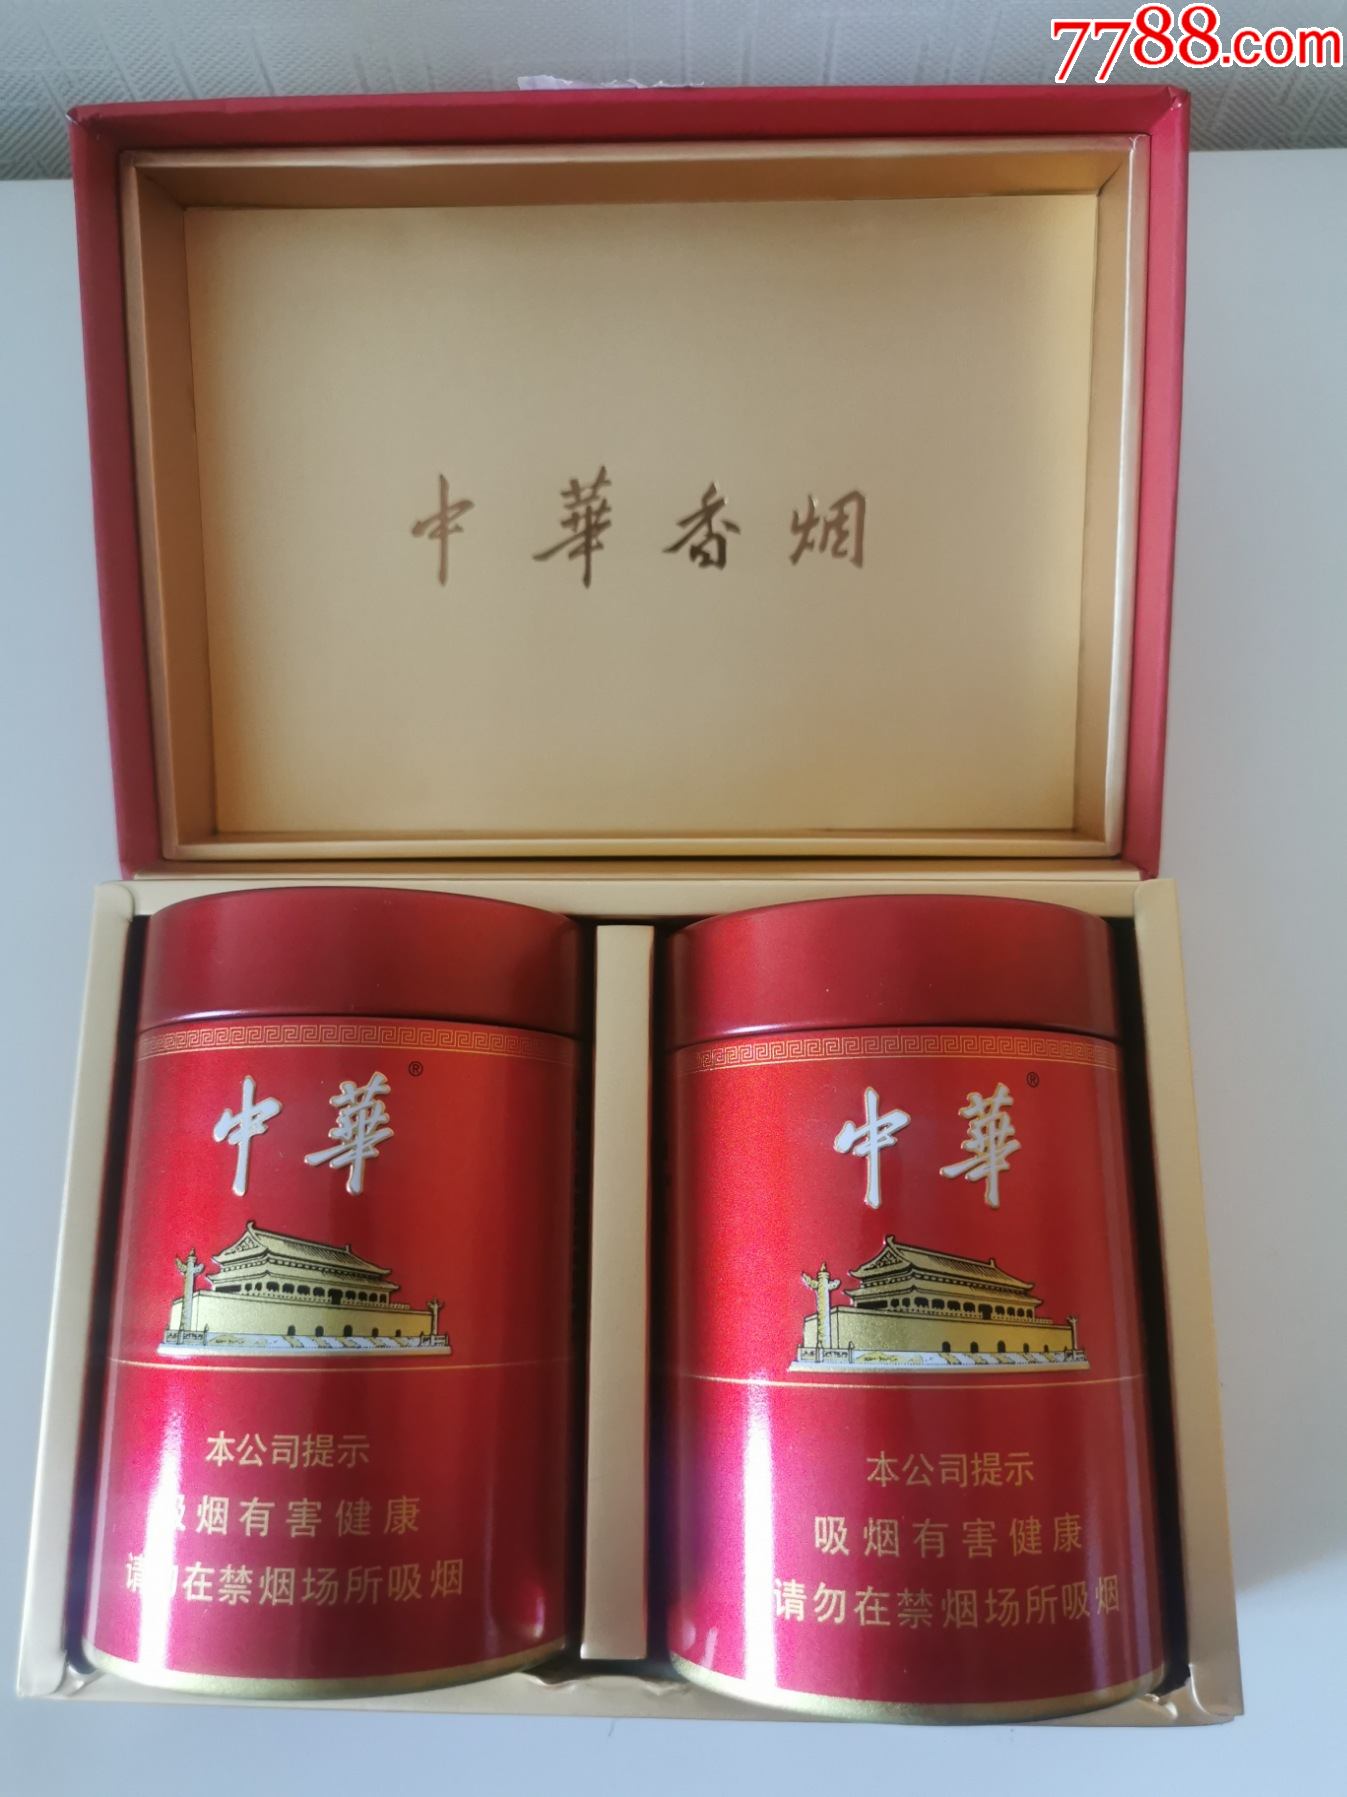 7788.com
中華香烟
中華®
本公司提示
吸烟有害健康
请勿在禁烟场所吸烟
中華®
本公司提示
吸烟有害健康
请勿在禁烟场所吸烟